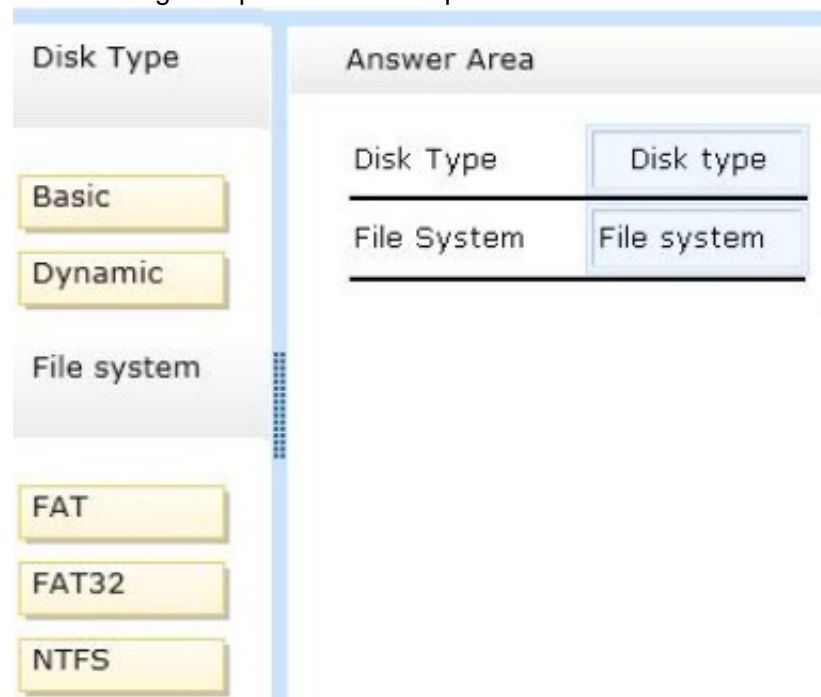 Disk Type
Basic
Dynamic
File system
FAT
FAT32
NTFS
Answer Area
Disk Type
Disk type
File System
File system